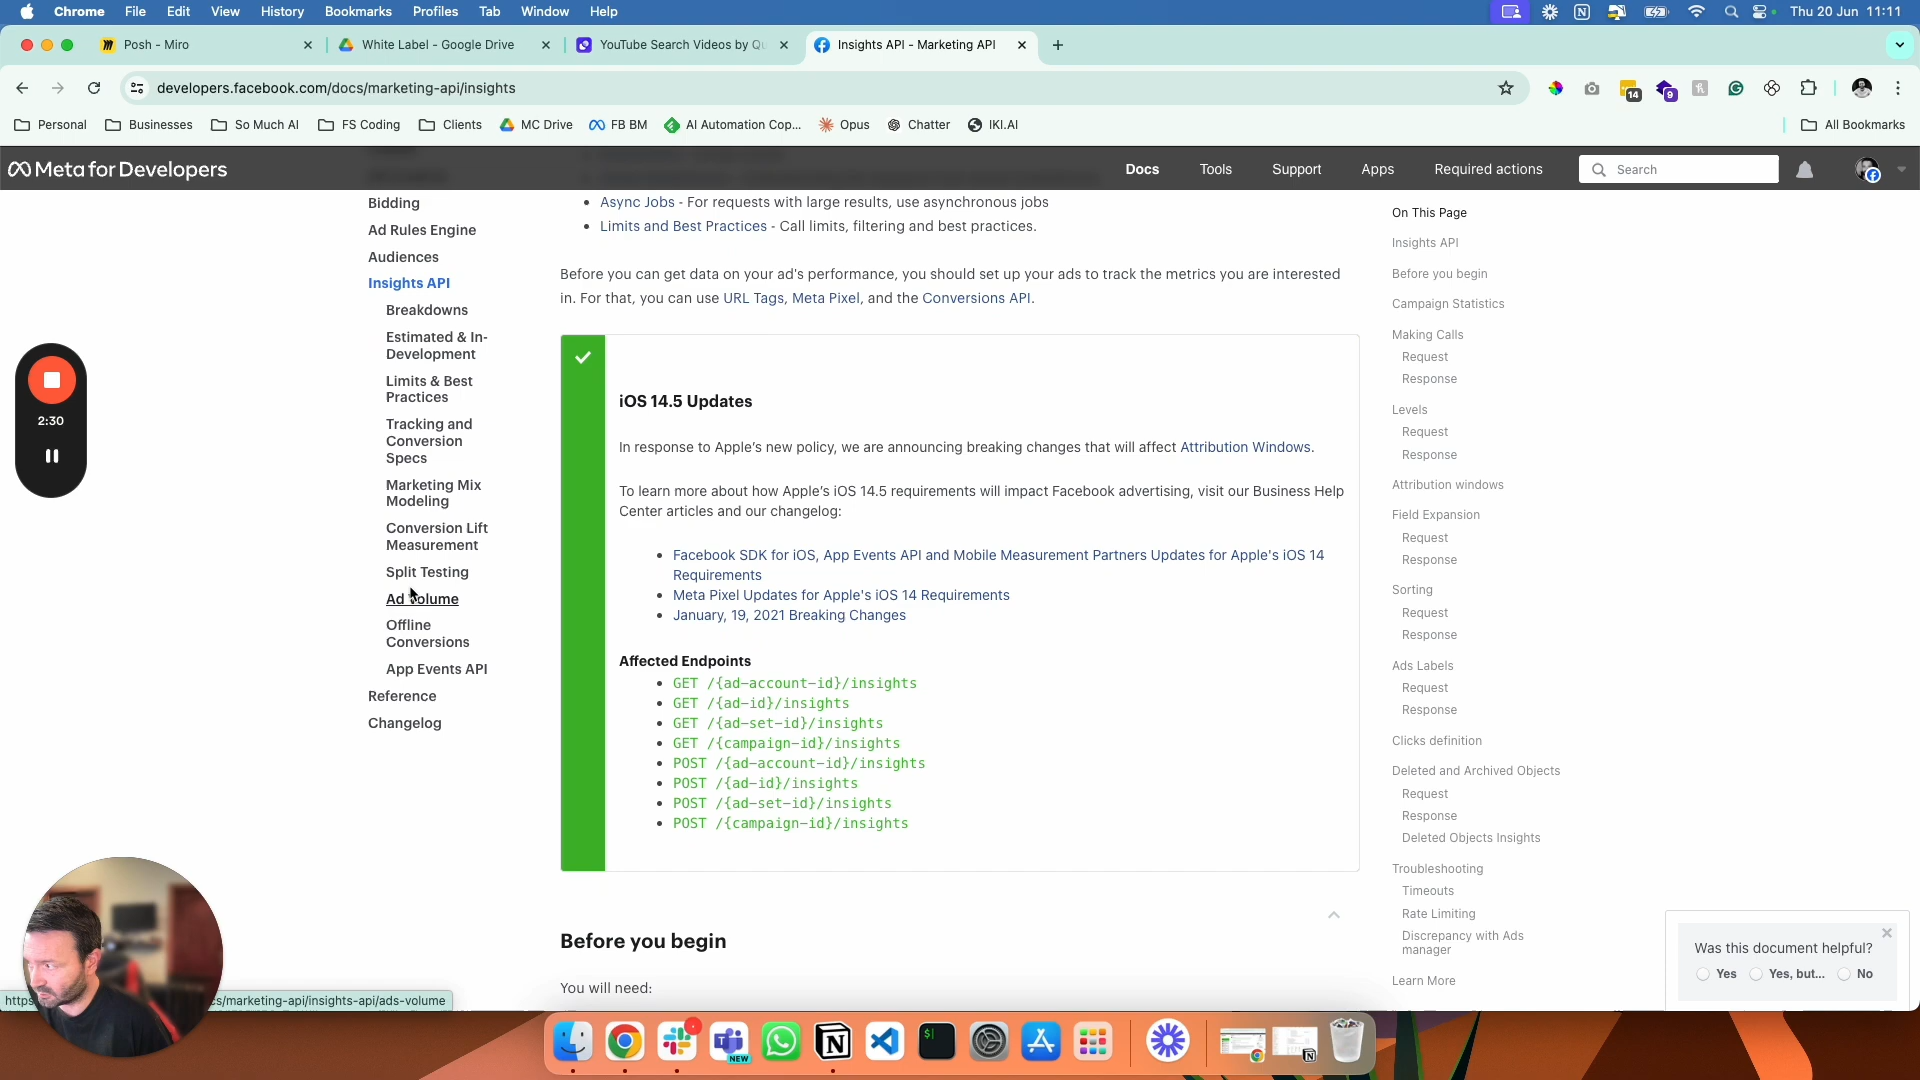 Chrome File Edit View History Bookmarks Profiles Tab Window Help Thu 20 Jun 11:11
Posh - Miro White Label - Google Drive YouTube Search Videos by Qu Insights API - Marketing API
developers.facebook.com/docs/marketing-api/insights 14 9
Personal Businesses So Much AI FS Coding Clients MC Drive FB BM AI Automation Cop... Opus Chatter IKI.AI All Bookmarks
Meta for Developers Docs Tools Support Apps Required actions Search
Bidding
Ad Rules Engine
Audiences
Insights API
Breakdowns
Estimated & In-
Development
Limits & Best
Practices
Tracking and
Conversion
Specs
Marketing Mix
Modeling
Conversion Lift
Measurement
Split Testing
Ad Volume
Offline
Conversions
App Events API
Reference
Changelog
2:30
Async Jobs - For requests with large results, use asynchronous jobs
Limits and Best Practices - Call limits, filtering and best practices.
Before you can get data on your ad's performance, you should set up your ads to track the metrics you are interested
in. For that, you can use URL Tags, Meta Pixel, and the Conversions API.
iOS 14.5 Updates
In response to Apple's new policy, we are announcing breaking changes that will affect Attribution Windows.
To learn more about how Apple's iOS 14.5 requirements will impact Facebook advertising, visit our Business Help
Center articles and our changelog:
Facebook SDK for iOS, App Events API and Mobile Measurement Partners Updates for Apple's iOS 14
Requirements
Meta Pixel Updates for Apple's iOS 14 Requirements
January, 19, 2021 Breaking Changes
Affected Endpoints
GET /{ad-account-id}/insights
GET /{ad-id}/insights
GET /{ad-set-id}/insights
GET /{campaign-id}/insights
POST /{ad-account-id}/insights
POST /{ad-id}/insights
POST /{ad-set-id}/insights
POST /{campaign-id}/insights
Before you begin
You will need:
On This Page
Insights API
Before you begin
Campaign Statistics
Making Calls
Request
Response
Levels
Request
Response
Attribution windows
Field Expansion
Request
Response
Sorting
Request
Response
Ads Labels
Request
Response
Clicks definition
Deleted and Archived Objects
Request
Response
Deleted Objects Insights
Troubleshooting
Timeouts
Rate Limiting
Discrepancy with Ads
manager
Learn More
Was this document helpful?
Yes Yes, but... No
https cs/marketing-api/insights-api/ads-volume
NEW